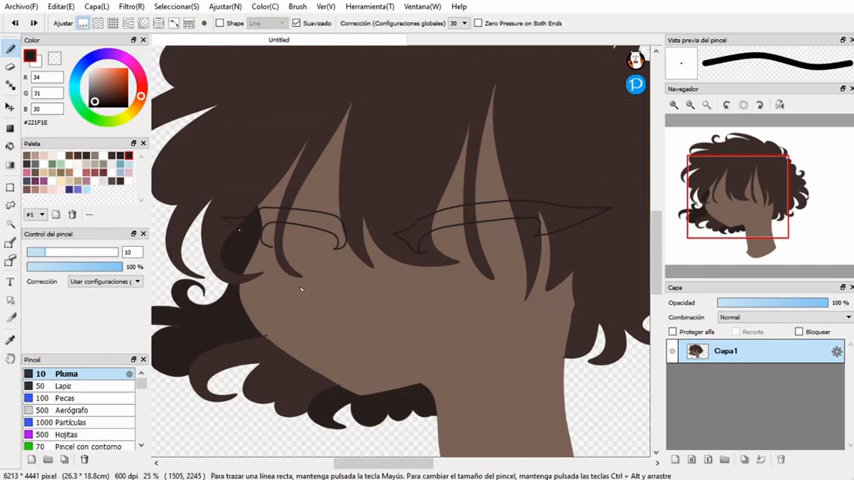 Archivo(F) Editar(E) Capa(L) Filtro(R) Seleccionar(S) Ajustar(N) Color(C) Brush Ver(V) Herramienta(T) Ventana(W) Help
Ajustar Shape Line Suavizado Corrección (Configuraciones globales) 30 Zero Pressure on Both Ends
Color
Untitled
Vista previa del pincel
R 34
G 31
B 30
#221F1E
Navegador
Paleta
#1 ---
Control del pincel
10
100 %
Corrección Usar configuraciones g
Capa
Opacidad 100 %
Combinación Normal
Proteger alfa Recorte Bloquear
Capa1
Pincel
10 Pluma
50 Lapiz
100 Pecas
500 Aerógrafo
1000 Partículas
500 Hojitas
70 Pincel con contorno
6213 * 4441 píxel (26.3 * 18.8cm) 600 dpi 25 % ( 1505, 2245 ) Para trazar una línea recta, mantenga pulsada la tecla Mayús. Para cambiar el tamaño del pincel, mantenga pulsadas las teclas Ctrl + Alt y arrastre